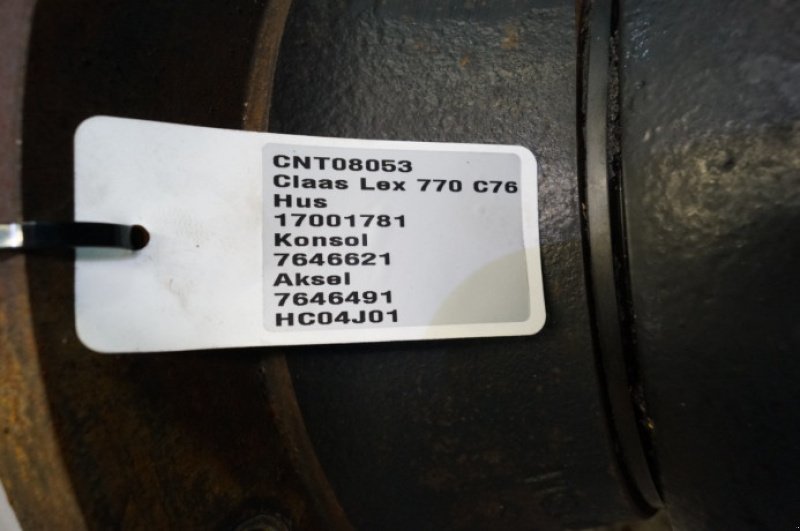 CNT08053
Claas Lex 770 C76
Hus
17001781
Konsol
7646621
Aksel
7646491
HC04J01